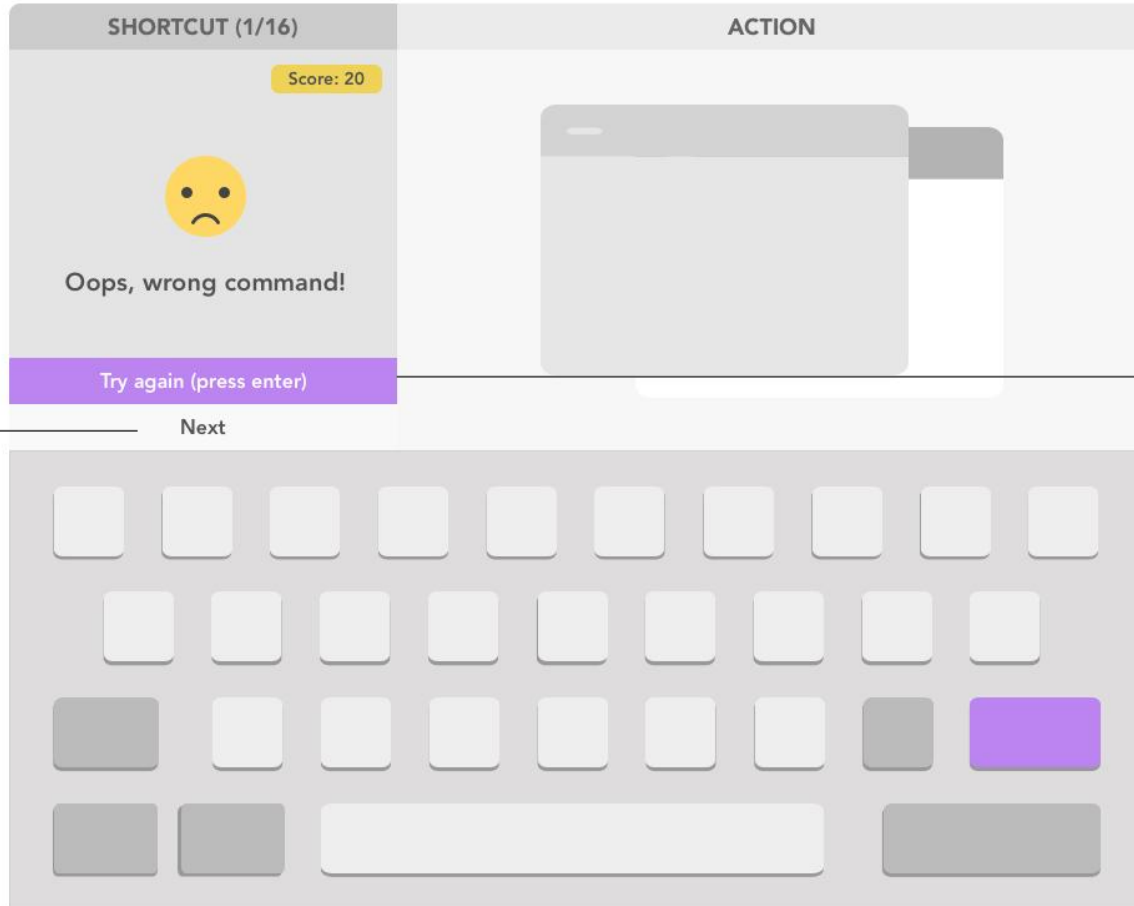 SHORTCUT (1/16)
ACTION
Score: 20
Oops, wrong command!
Try again (press enter)
Next